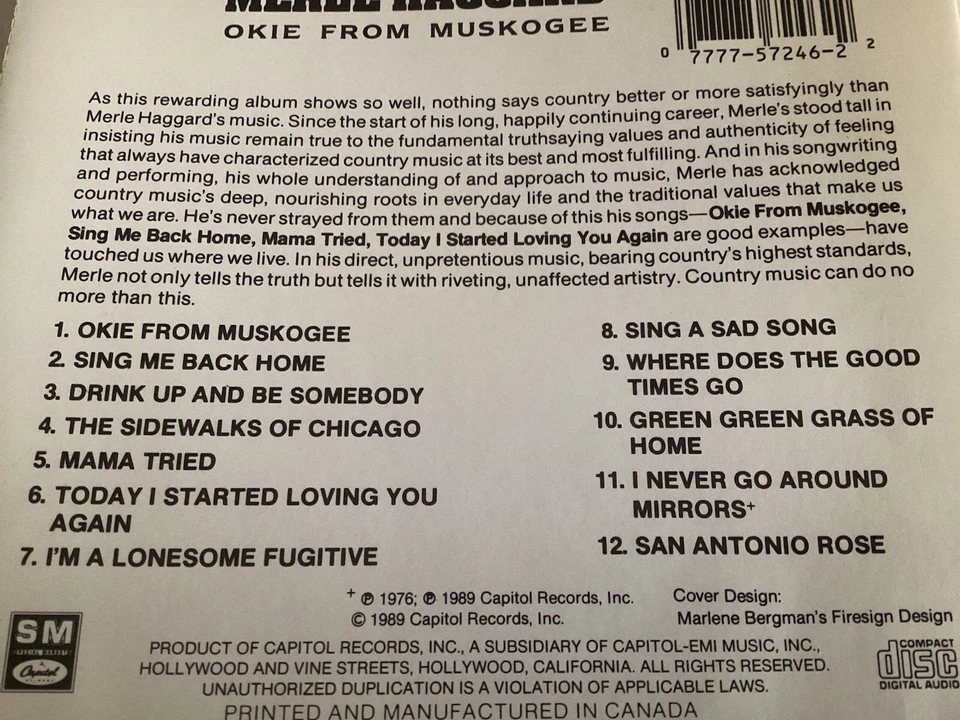 MERLE HAGGARD
OKIE FROM MUSKOGEE
0 7777-57246-2 2
As this rewarding album shows so well, nothing says country better or more satisfyingly than
Merle Haggard's music. Since the start of his long, happily continuing career, Merle's stood tall in
insisting his music remain true to the fundamental truthsaying values and authenticity of feeling
that always have characterized country music at its best and most fulfilling. And in his songwriting
and performing, his whole understanding of and approach to music, Merle has acknowledged
country music's deep, nourishing roots in everyday life and the traditional values that make us
what we are. He's never strayed from them and because of this his songs—Okie From Muskogee,
Sing Me Back Home, Mama Tried, Today I Started Loving You Again are good examples—have
touched us where we live. In his direct, unpretentious music, bearing country's highest standards,
Merle not only tells the truth but tells it with riveting, unaffected artistry. Country music can do no
more than this.
1. OKIE FROM MUSKOGEE
2. SING ME BACK HOME
3. DRINK UP AND BE SOMEBODY
4. THE SIDEWALKS OF CHICAGO
5. MAMA TRIED
6. TODAY I STARTED LOVING YOU
AGAIN
7. I'M A LONESOME FUGITIVE
8. SING A SAD SONG
9. WHERE DOES THE GOOD
TIMES GO
10. GREEN GREEN GRASS OF
HOME
11. I NEVER GO AROUND
MIRRORS+
12. SAN ANTONIO ROSE
+ ℗ 1976; ℗ 1989 Capitol Records, Inc.
© 1989 Capitol Records, Inc.
Cover Design:
Marlene Bergman's Firesign Design
SM
SPECIAL MARKETS
Capitol
PRODUCT OF CAPITOL RECORDS, INC., A SUBSIDIARY OF CAPITOL-EMI MUSIC, INC.,
HOLLYWOOD AND VINE STREETS, HOLLYWOOD, CALIFORNIA. ALL RIGHTS RESERVED.
UNAUTHORIZED DUPLICATION IS A VIOLATION OF APPLICABLE LAWS.
PRINTED AND MANUFACTURED IN CANADA
COMPACT
disc
DIGITAL AUDIO